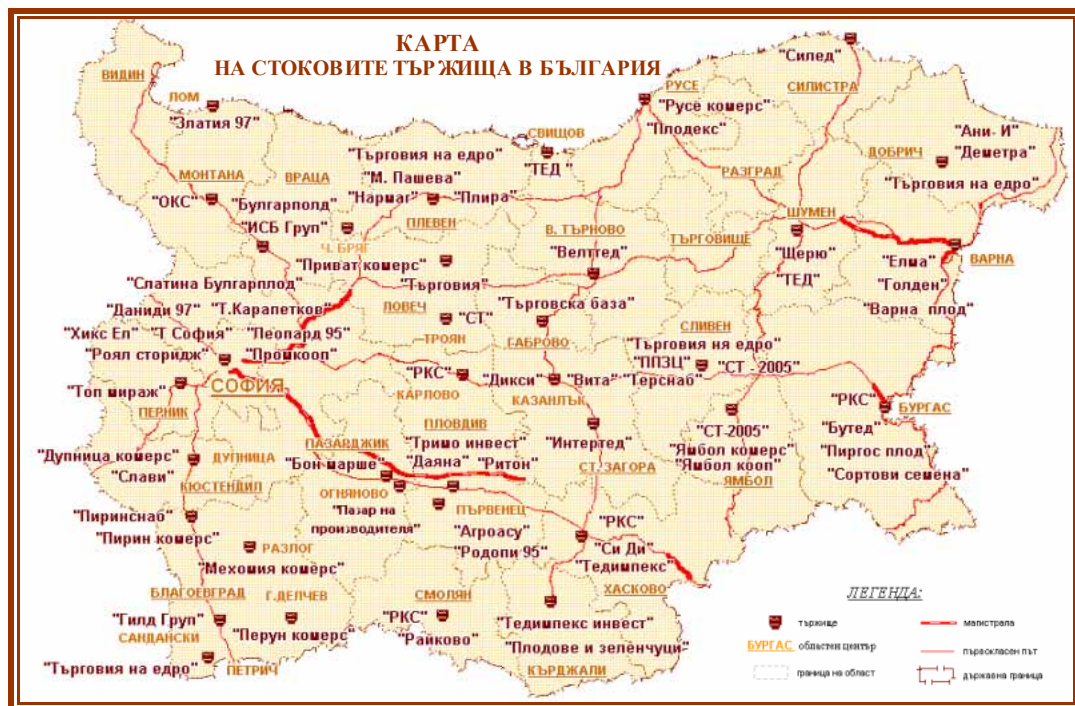 КАРТА
НА СТОКОВИТЕ ТЪРЖИЩА В БЪЛГАРИЯ
"Силед"
ВИДИН
РУСЕ
СИЛИСТРА
ЛОМ
"Русе комерс"
"Златия 97"
"Плодекс"
СВИЩОВ
"Ани- И"
"Търговия на едро"
ДОБРИЧ
"Деметра"
"ТЕД"
МОНТАНА
ВРАЦА
"М. Пашева"
РАЗГРАД
"Търговия на едро"
"ОКС"
"Булгарполд"
"Нармаг"
"Плира"
ШУМЕН
"ИСБ Груп"
ПЛЕВЕН
В. ТЪРНОВО
ТЪРГОВИЩЕ
Ч. БРЯГ
"Велттед"
"Щерю"
"Елма"
ВАРНА
"Приват комерс"
"ТЕД"
"Голден"
"Слатина Булгарплод"
"Търговия"
"Търговска база"
"Варна плод"
"Даниди 97"
"Т.Карапетков"
ЛОВЕЧ
"СТ"
СЛИВЕН
"Хикс Ел"
"Т София"
"Леопард 95"
ТРОЯН
ГАБРОВО
"Търговия ня едро"
"Роял сторидж"
"Промкооп"
"ППЗЦ"
"СТ - 2005"
"Топ мираж"
СОФИЯ
"РКС"
"Дикси"
"Вита"
"Терснаб"
КАРЛОВО
КАЗАНЛЪК
"РКС"
БУРГАС
ПЕРНИК
ПЛОВДИВ
"СТ-2005"
"Бутед"
ПАЗАРДЖИК
"Тримо инвест"
"Интертед"
"Ямбол комерс"
"Пиргос плод"
"Дупница комерс"
ДУПНИЦА
"Бон марше"
"Даяна"
"Ритон"
СТ. ЗАГОРА
"Ямбол кооп"
"Сортови семена"
"Слави"
ЯМБОЛ
КЮСТЕНДИЛ
ОГНЯНОВО
"Пазар на
производителя"
ПЪРВЕНЕЦ
"Пиринснаб"
"РКС"
"Пирин комерс"
"Агроасу"
"Си Ди"
РАЗЛОГ
"Родопи 95"
"Тедимпекс"
"Мехомия комерс"
БЛАГОЕВГРАД
Г.ДЕЛЧЕВ
СМОЛЯН
ХАСКОВО
"Гилд Груп"
"РКС"
"Тедимпекс инвест"
САНДАНСКИ
"Перун комерс"
"Райково"
"Плодове и зеленчуци"
"Търговия на едро"
ПЕТРИЧ
КЪРДЖАЛИ
ЛЕГЕНДА:
тържище
магистрала
БУРГАС областен център
първокласен път
граница на област
държавна граница